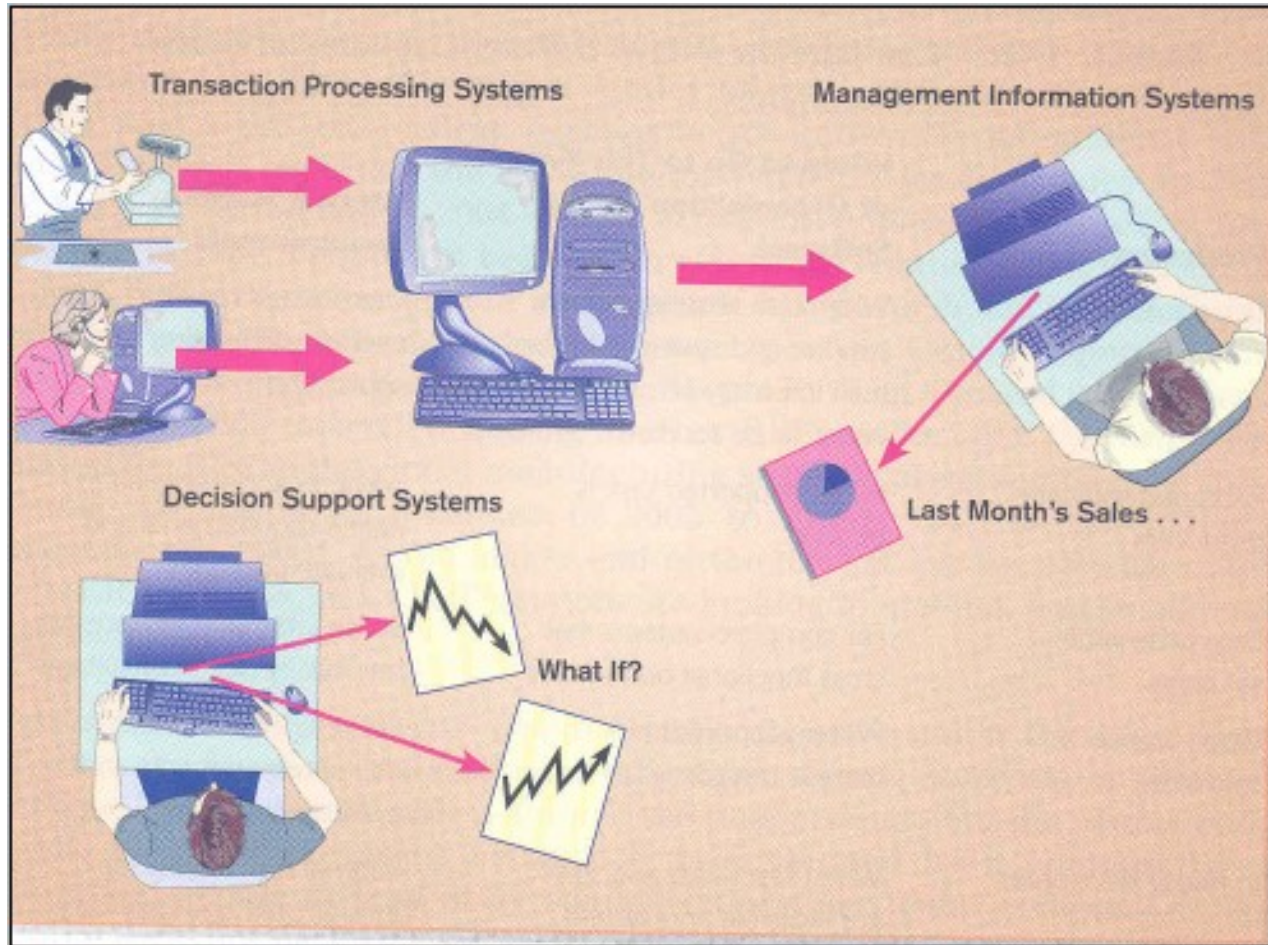 Transaction Processing Systems
Management Information Systems
Last Month's Sales . . .
Decision Support Systems
What If?